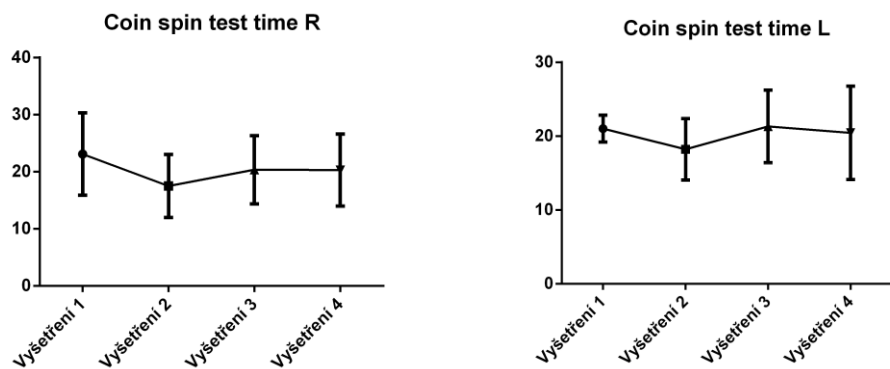 Coin spin test time R
40
30
20
10
0
Vyšetření 1
Vyšetření 2
Vyšetření 3
Vyšetření 4
Coin spin test time L
30
20
10
0
Vyšetření 1
Vyšetření 2
Vyšetření 3
Vyšetření 4